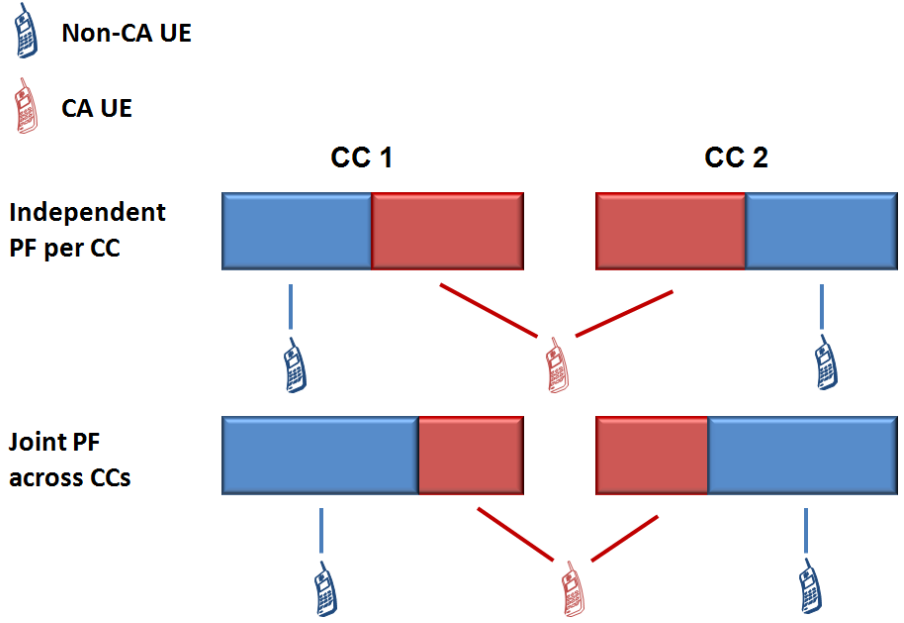 Non-CA UE
CA UE
CC 1
CC 2
Independent
PF per CC
Joint PF
across CCs